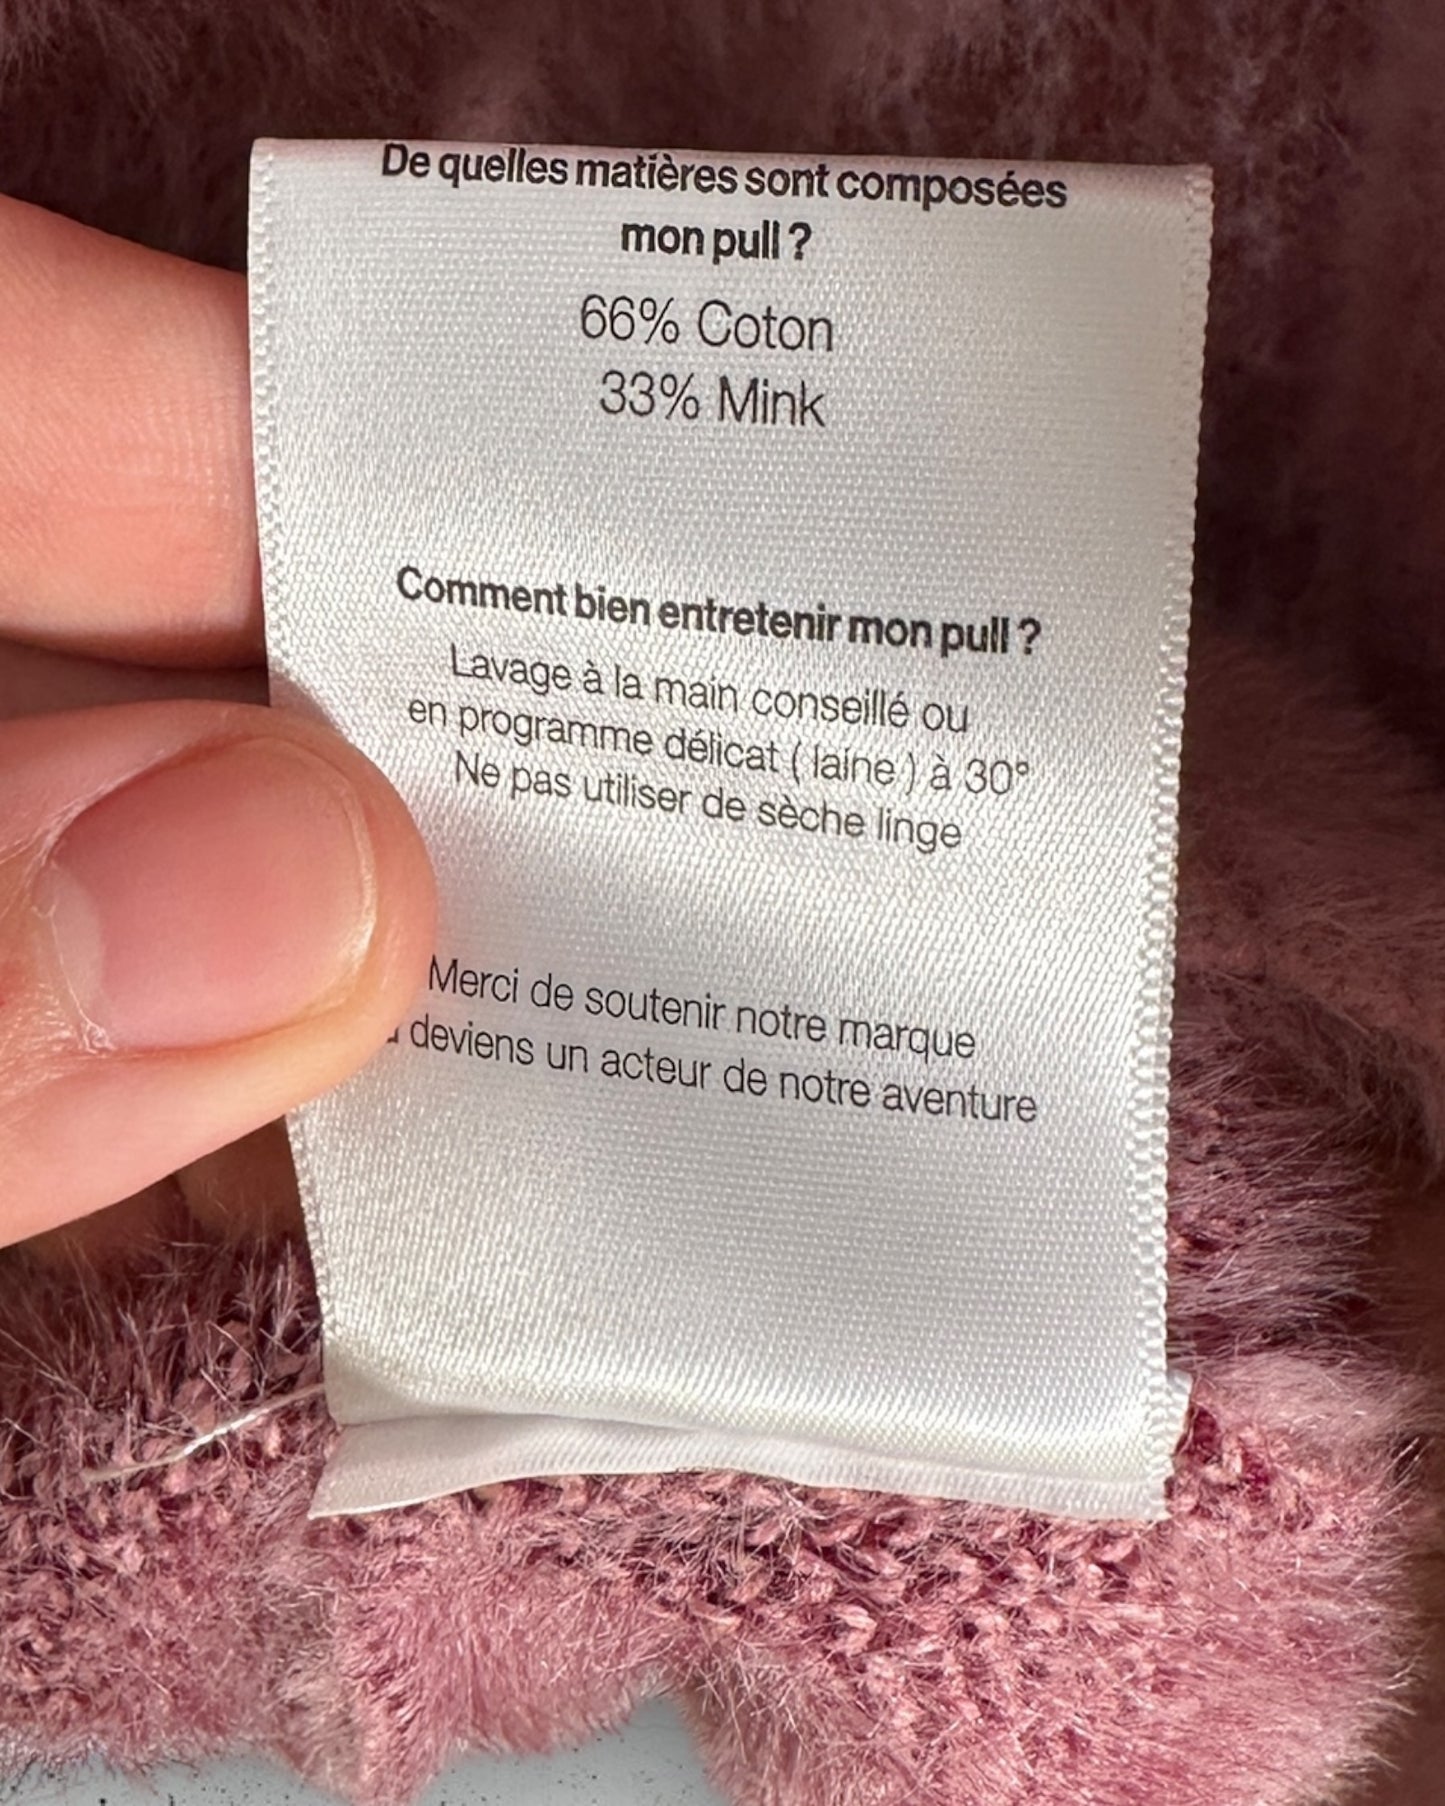 De quelles matières sont composées
mon pull ?
66% Coton
33% Mink
Comment bien entretenir mon pull ?
Lavage à la main conseillé ou
en programme délicat ( laine ) à 30°
Ne pas utiliser de sèche linge
Merci de soutenir notre marque
deviens un acteur de notre aventure